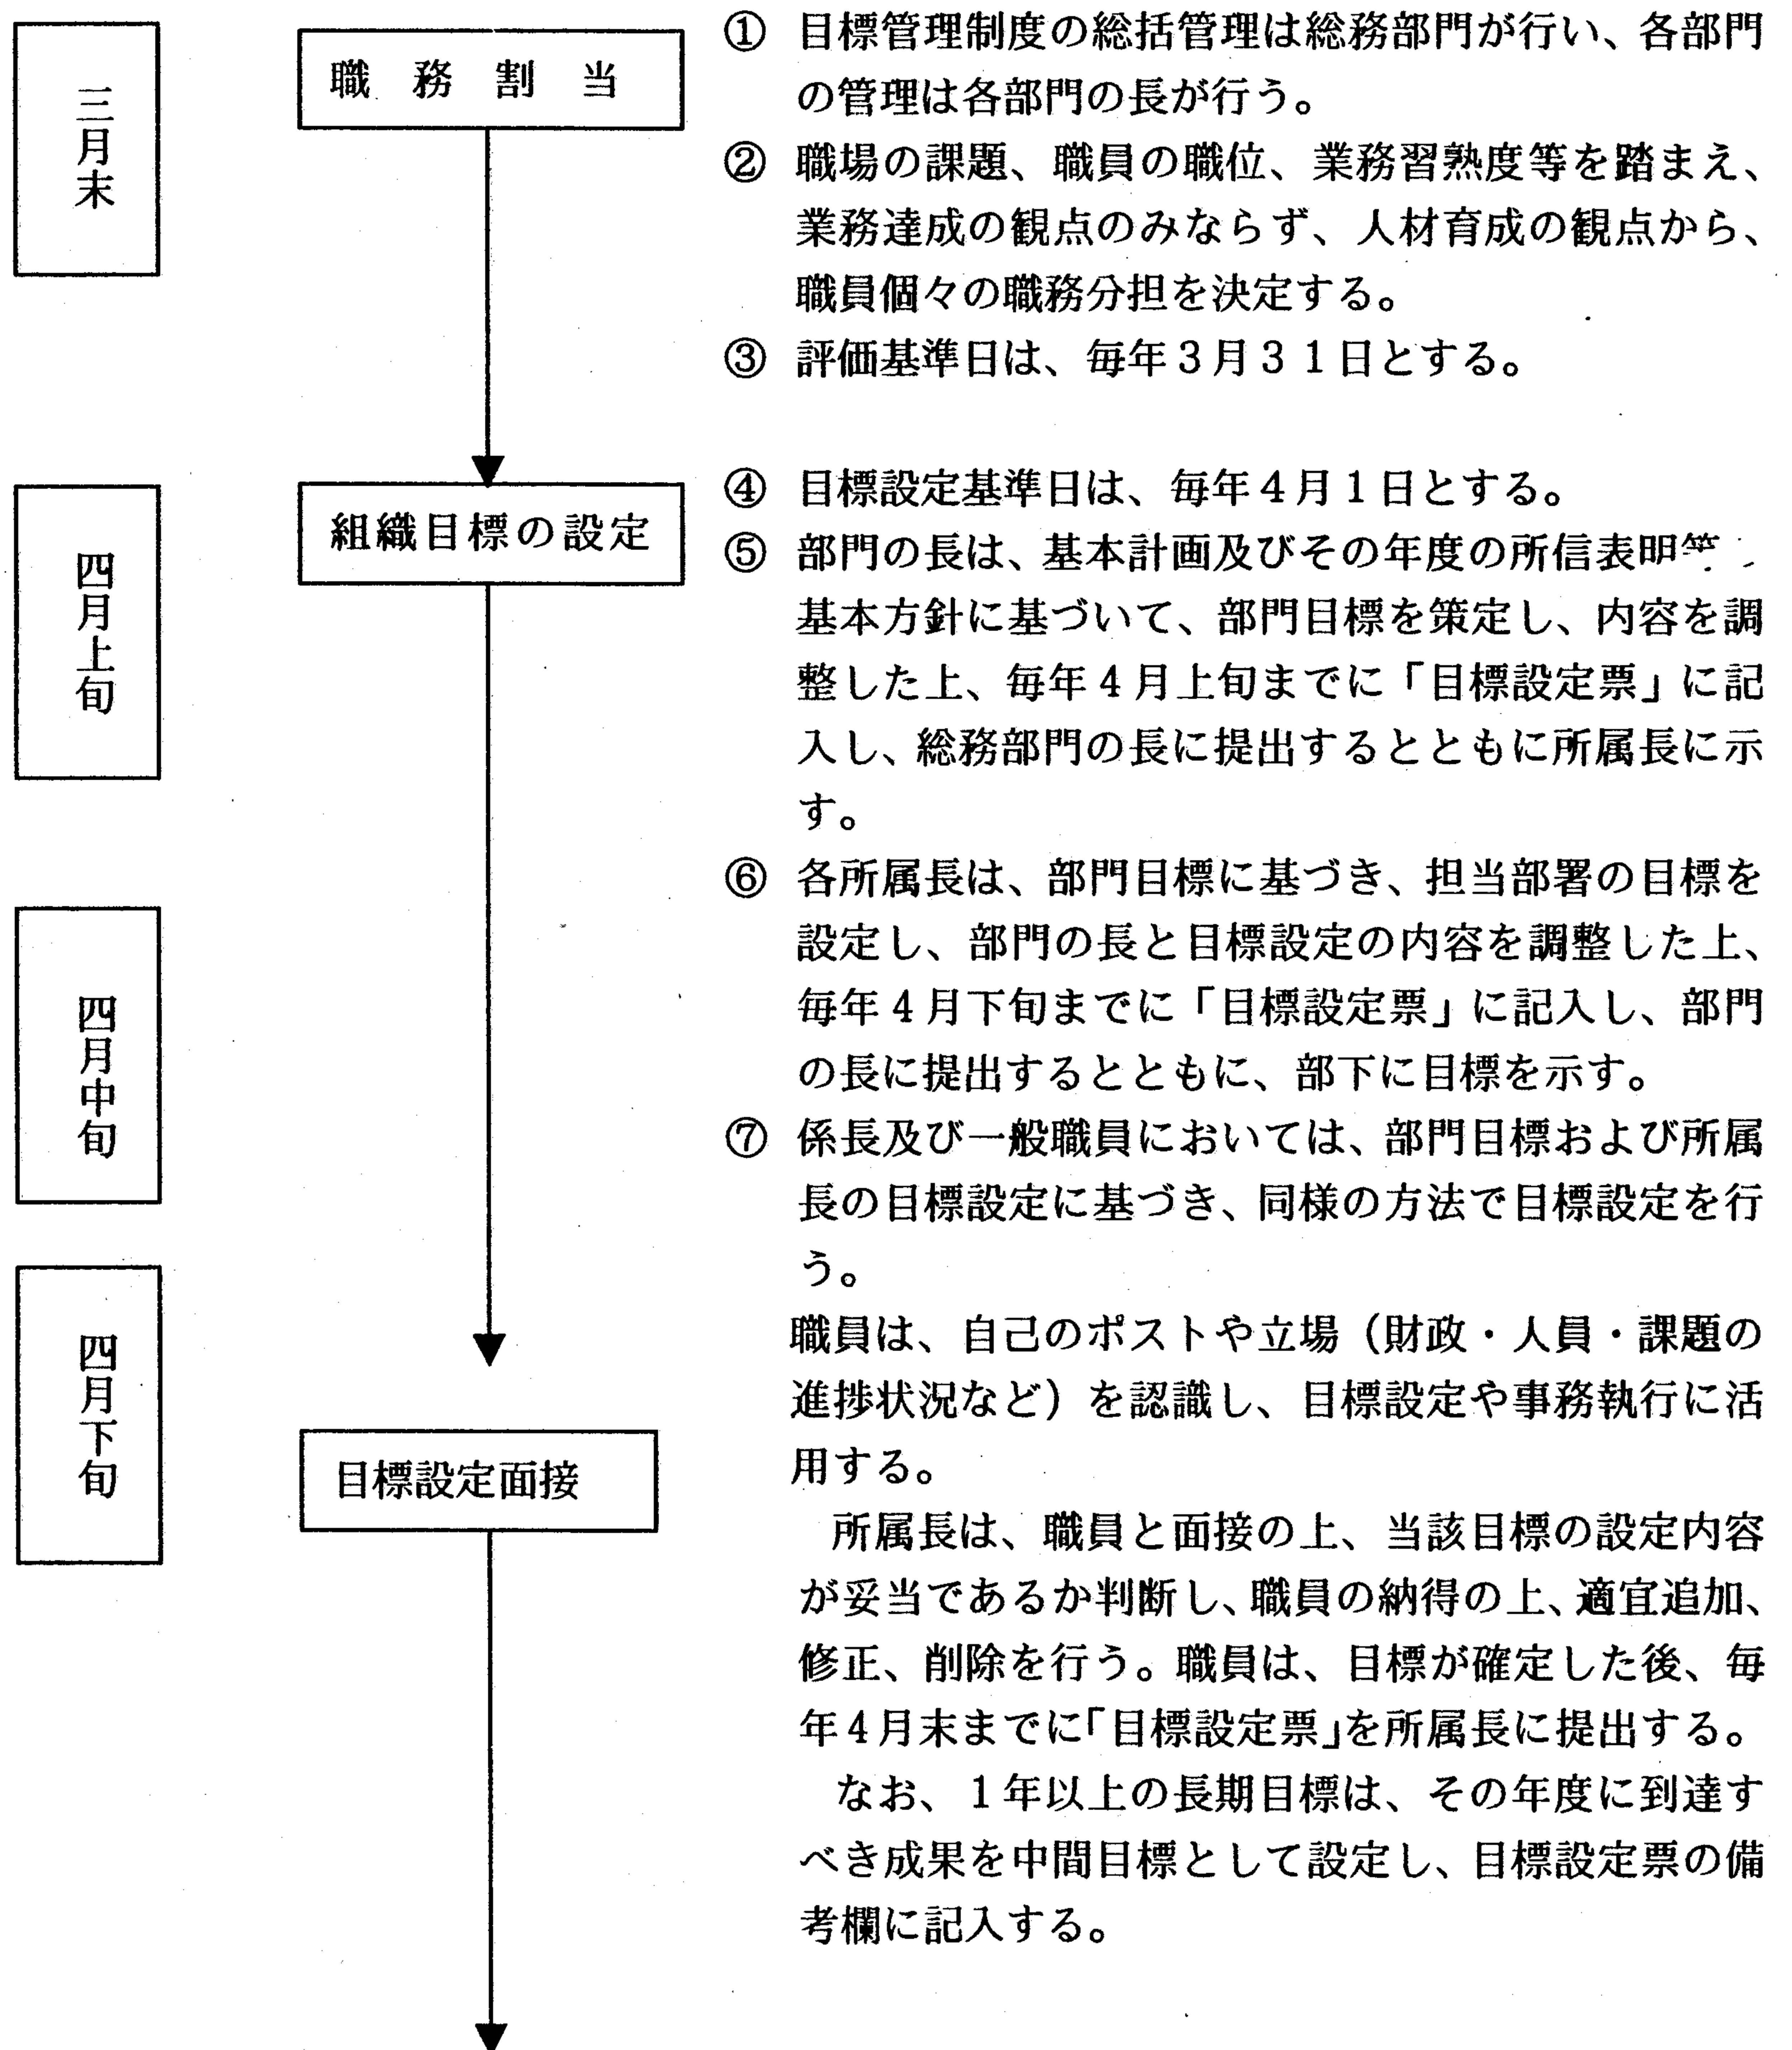 三月末
職務割当
① 目標管理制度の総括管理は総務部門が行い、各部門
の管理は各部門の長が行う。
② 職場の課題、職員の職位、業務習熟度等を踏まえ、
業務達成の観点のみならず、人材育成の観点から、
職員個々の職務分担を決定する。
③ 評価基準日は、毎年3月31日とする。
四月上旬
組織目標の設定
④ 目標設定基準日は、毎年4月1日とする。
⑤ 部門の長は、基本計画及びその年度の所信表明等
基本方針に基づいて、部門目標を策定し、内容を調
整した上、毎年4月上旬までに「目標設定票」に記
入し、総務部門の長に提出するとともに所属長に示
す。
四月中旬
⑥ 各所属長は、部門目標に基づき、担当部署の目標を
設定し、部門の長と目標設定の内容を調整した上、
毎年4月下旬までに「目標設定票」に記入し、部門
の長に提出するとともに、部下に目標を示す。
⑦ 係長及び一般職員においては、部門目標および所属
長の目標設定に基づき、同様の方法で目標設定を行
う。
四月下旬
目標設定面接
職員は、自己のポストや立場（財政・人員・課題の
進捗状況など）を認識し、目標設定や事務執行に活
用する。
所属長は、職員と面接の上、当該目標の設定内容
が妥当であるか判断し、職員の納得の上、適宜追加、
修正、削除を行う。職員は、目標が確定した後、毎
年4月末までに「目標設定票」を所属長に提出する。
なお、1年以上の長期目標は、その年度に到達す
べき成果を中間目標として設定し、目標設定票の備
考欄に記入する。